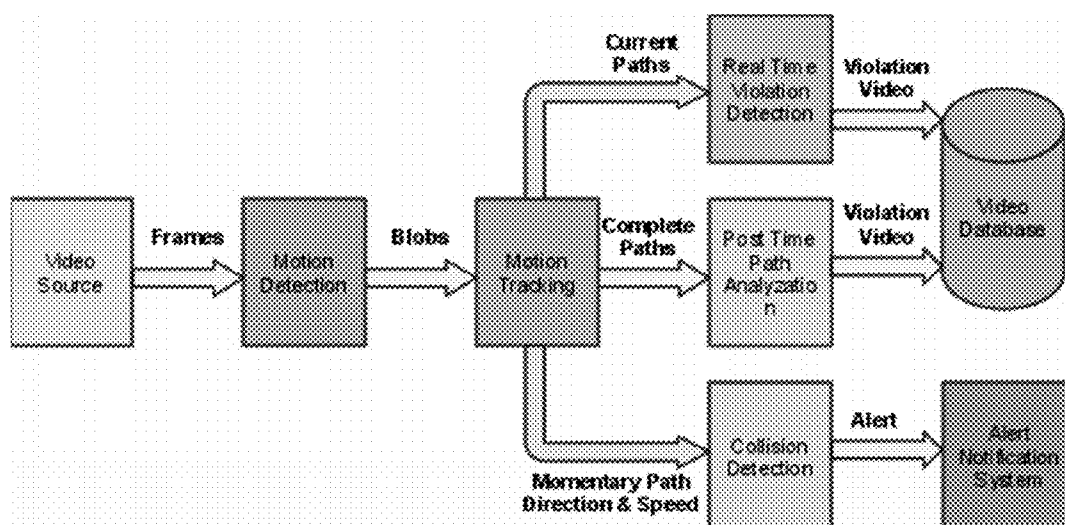 Current
Paths
Real Time
Violation
Detection
Violation
Video
Video
Source
Frames
Motion
Detection
Blobs
Motion
Tracking
Complete
Paths
Post Time
Path
Analyzatio
n
Violation
Video
Video
Database
Momentary Path
Direction & Speed
Collision
Detection
Alert
Alert
Notification
System